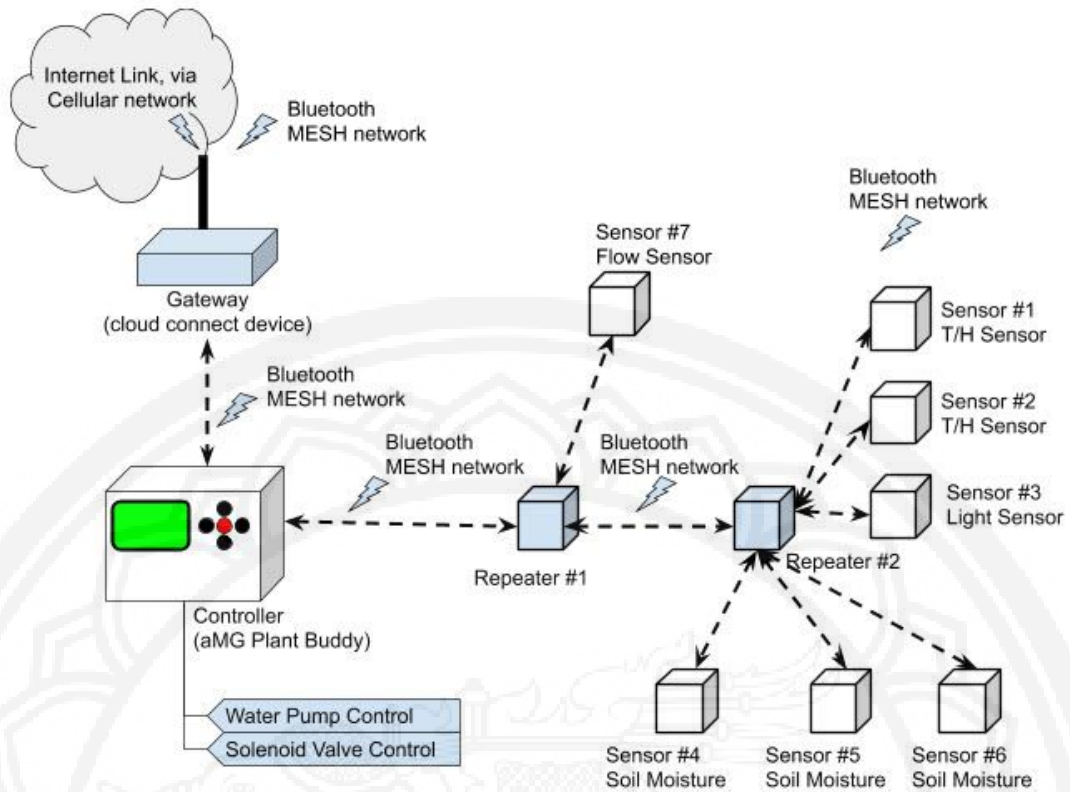 Internet Link, via
Cellular network
Bluetooth
MESH network
Gateway
(cloud connect device)
Bluetooth
MESH network
Sensor #7
Flow Sensor
Bluetooth
MESH network
Sensor #1
T/H Sensor
Sensor #2
T/H Sensor
Sensor #3
Light Sensor
Bluetooth
MESH network
Bluetooth
MESH network
Repeater #1
Repeater #2
Controller
(aMG Plant Buddy)
Water Pump Control
Solenoid Valve Control
Sensor #4
Soil Moisture
Sensor #5
Soil Moisture
Sensor #6
Soil Moisture